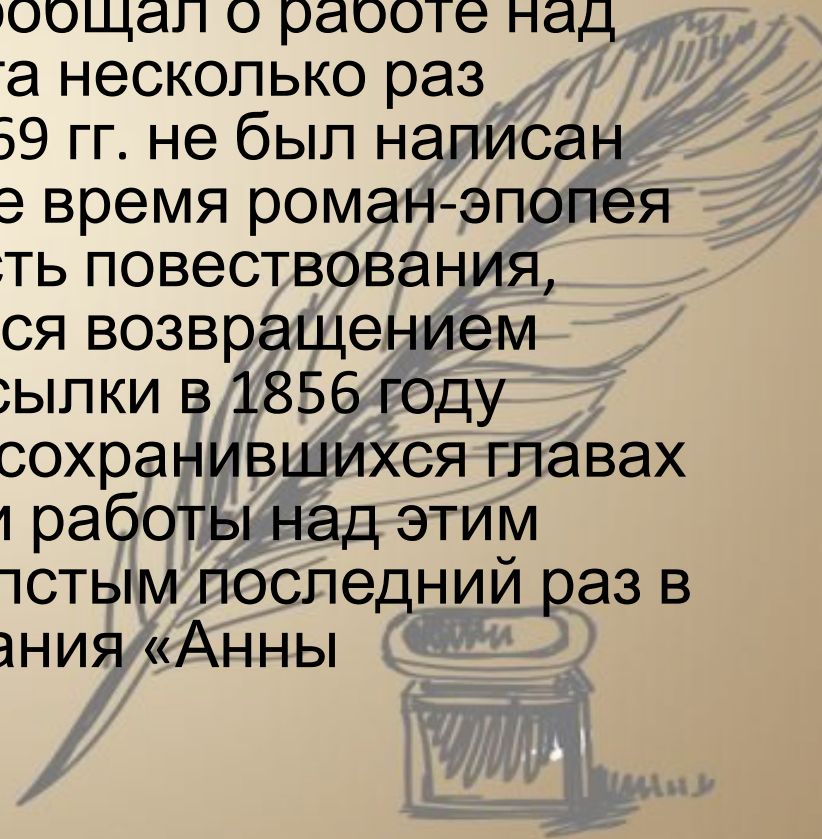 ообщал о работе над
та несколько раз
69 гг. не был написан
е время роман-эпопея
сть повествования,
ся возвращением
сылки в 1856 году
сохранившихся главах
и работы над этим
лстым последний раз в
ания «Анны